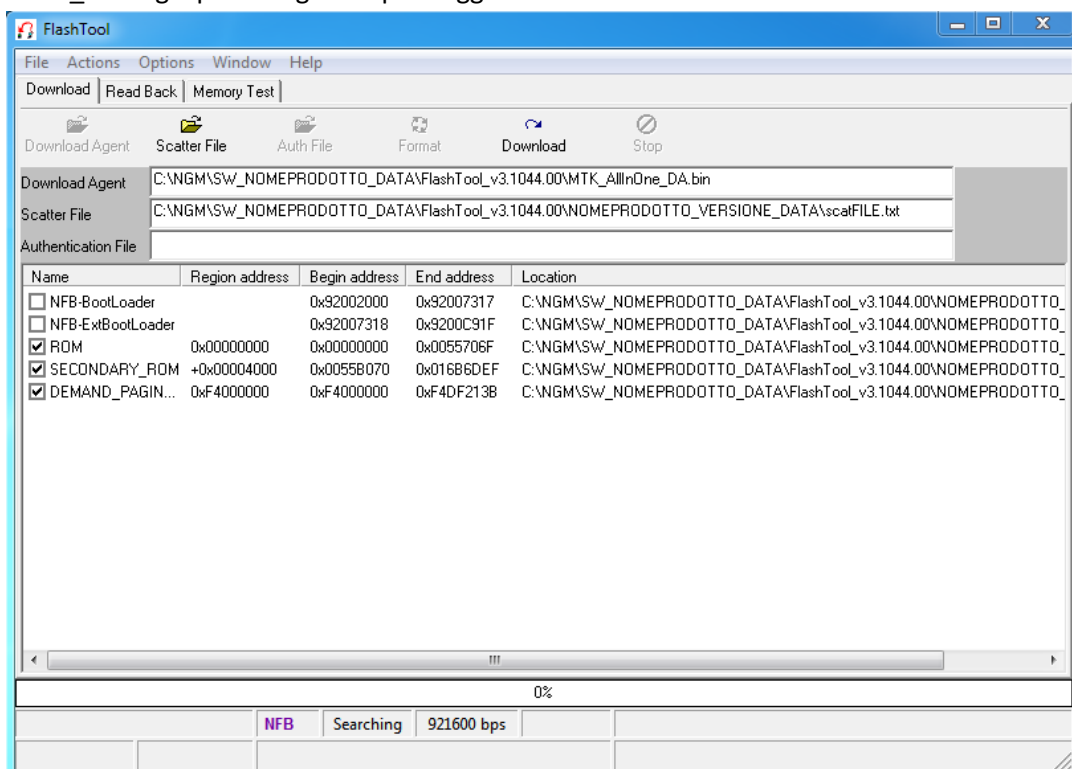 FlashTool
File Actions Options Window Help
Download Read Back Memory Test
Download Agent Scatter File Auth File Format Download Stop
Download Agent C:\NGM\SW_NOMEPRODOTTO_DATA\FlashTool_v3.1044.00\MTK_AllInOne_DA.bin
Scatter File C:\NGM\SW_NOMEPRODOTTO_DATA\FlashTool_v3.1044.00\NOMEPRODOTTO_VERSIONE_DATA\scatFILE.txt
Authentication File
Name Region address Begin address End address Location
NFB-BootLoader 0x92002000 0x92007317 C:\NGM\SW_NOMEPRODOTTO_DATA\FlashTool_v3.1044.00\NOMEPRODOTTO_
NFB-ExtBootLoader 0x92007318 0x9200C91F C:\NGM\SW_NOMEPRODOTTO_DATA\FlashTool_v3.1044.00\NOMEPRODOTTO_
ROM 0x00000000 0x00000000 0x0055706F C:\NGM\SW_NOMEPRODOTTO_DATA\FlashTool_v3.1044.00\NOMEPRODOTTO_
SECONDARY_ROM +0x00004000 0x0055B070 0x016B6DEF C:\NGM\SW_NOMEPRODOTTO_DATA\FlashTool_v3.1044.00\NOMEPRODOTTO_
DEMAND_PAGIN... 0xF4000000 0xF4000000 0xF4DF213B C:\NGM\SW_NOMEPRODOTTO_DATA\FlashTool_v3.1044.00\NOMEPRODOTTO_
0%
NFB Searching 921600 bps